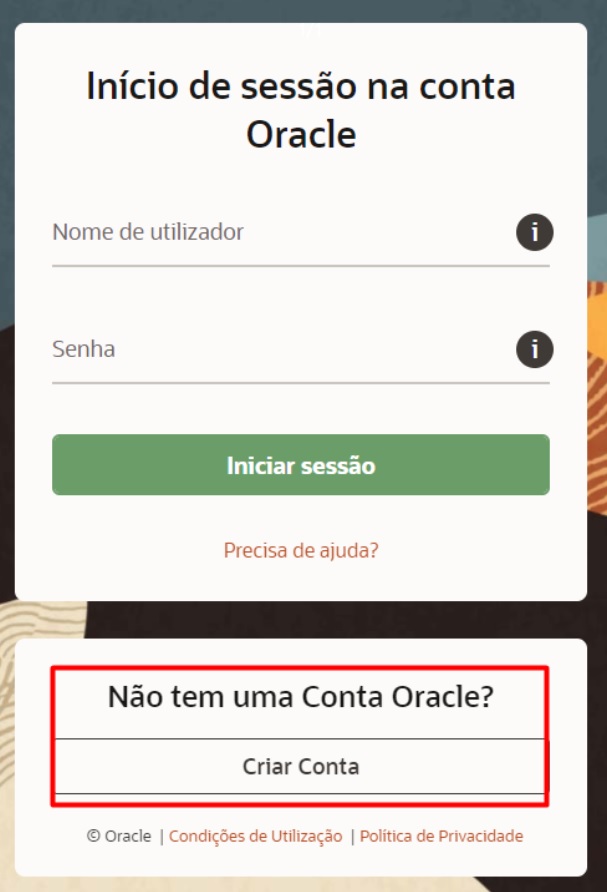 Início de sessão na conta
Oracle
Nome de utilizador
i
Senha
i
Iniciar sessão
Precisa de ajuda?
Não tem uma Conta Oracle?
Criar Conta
© Oracle | Condições de Utilização | Política de Privacidade